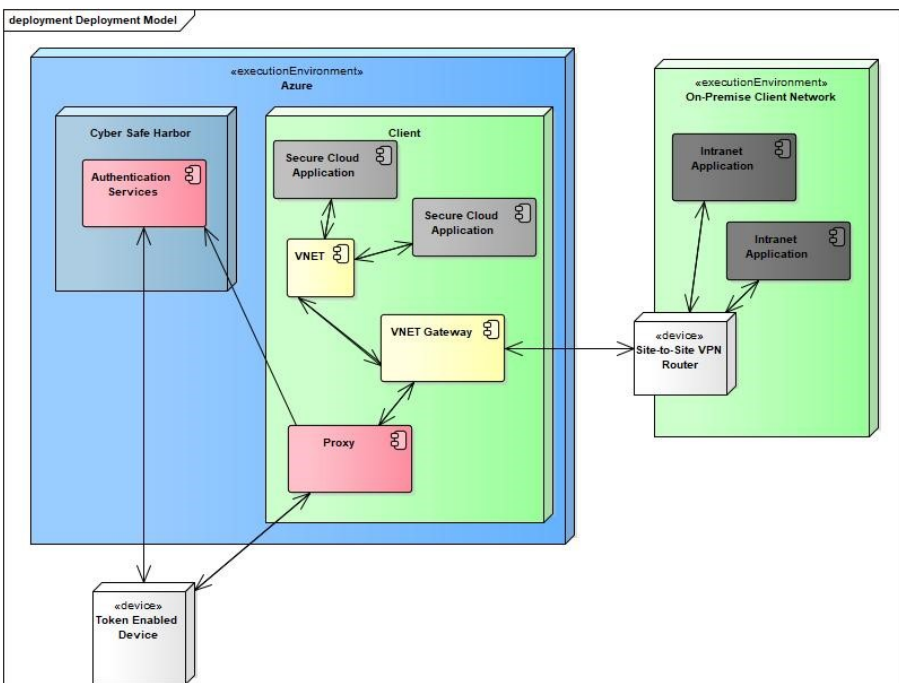 deployment Deployment Model
«executionEnvironment»
Azure
Cyber Safe Harbor
Authentication
Services
Client
Secure Cloud
Application
Secure Cloud
Application
VNET
VNET Gateway
Proxy
«executionEnvironment»
On-Premise Client Network
Intranet
Application
Intranet
Application
«device»
Site-to-Site VPN
Router
«device»
Token Enabled
Device